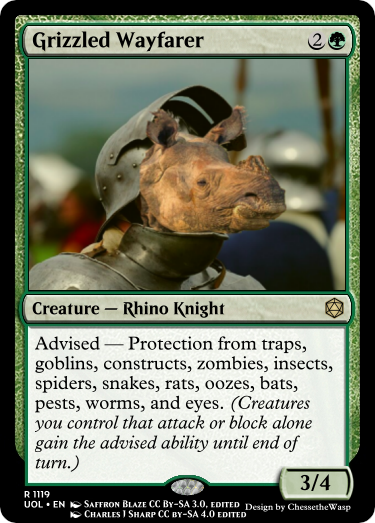 Grizzled Wayfarer 2
Creature — Rhino Knight
Advised — Protection from traps,
goblins, constructs, zombies, insects,
spiders, snakes, rats, oozes, bats,
pests, worms, and eyes. (Creatures
you control that attack or block alone
gain the advised ability until end of
turn.)
3/4
R 1119
UOL • EN Saffron Blaze CC By-SA 3.0, edited
Charles J Sharp CC by-SA 4.0 edited
Design by ChessetheWasp